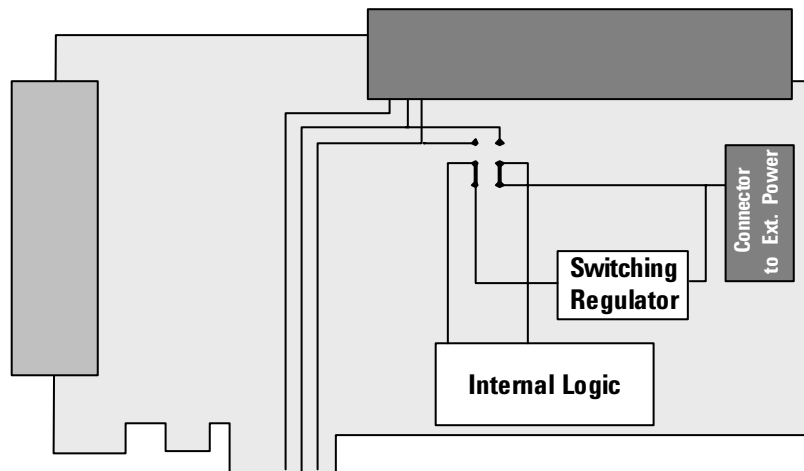 Connector
to Ext. Power
Switching
Regulator
Internal Logic